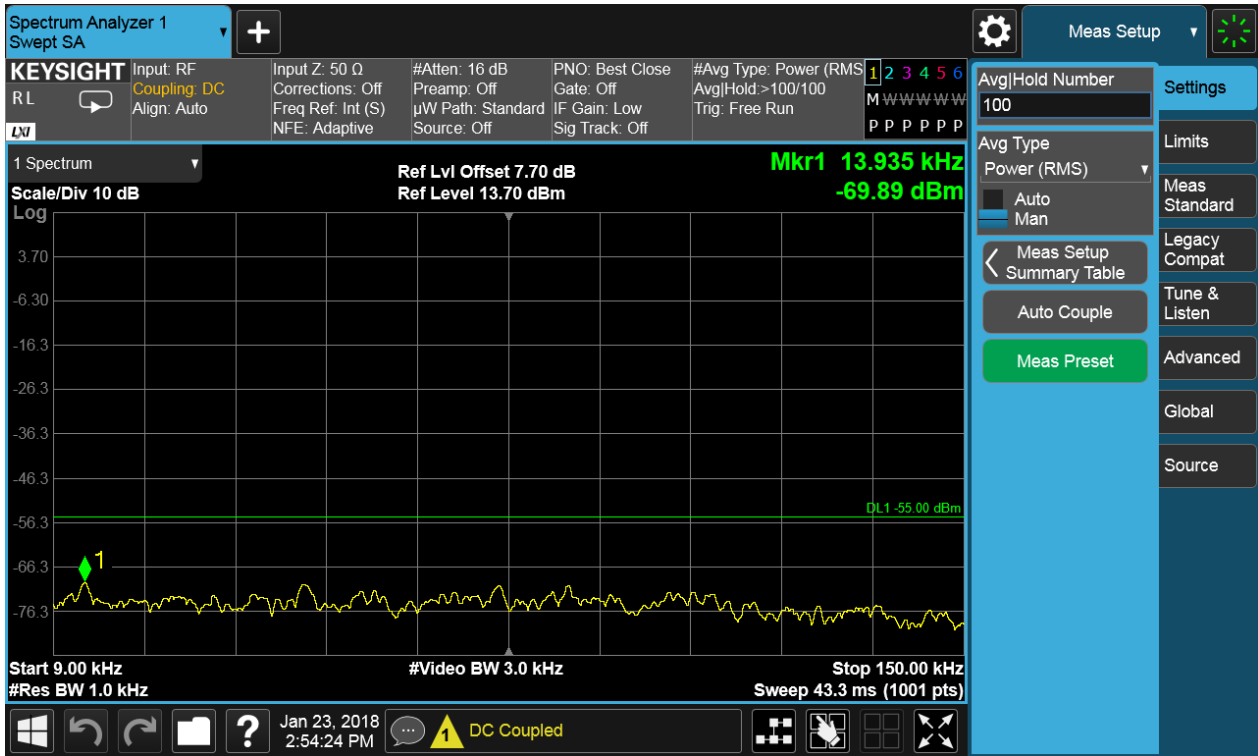 Spectrum Analyzer 1
Swept SA
+
Meas Setup
KEYSIGHT
RL
LXI
Input: RF
Coupling: DC
Align: Auto
Input Z: 50 Ω
Corrections: Off
Freq Ref: Int (S)
NFE: Adaptive
#Atten: 16 dB
Preamp: Off
µW Path: Standard
Source: Off
PNO: Best Close
Gate: Off
IF Gain: Low
Sig Track: Off
#Avg Type: Power (RMS
Avg|Hold:>100/100
Trig: Free Run
1 2 3 4 5 6
M W W W W W
P P P P P P
1 Spectrum
Scale/Div 10 dB
Log
Ref Lvl Offset 7.70 dB
Ref Level 13.70 dBm
Mkr1 13.935 kHz
-69.89 dBm
3.70
-6.30
-16.3
-26.3
-36.3
-46.3
DL1 -55.00 dBm
-56.3
1
-66.3
-76.3
Start 9.00 kHz
#Video BW 3.0 kHz
Stop 150.00 kHz
#Res BW 1.0 kHz
Sweep 43.3 ms (1001 pts)
Avg|Hold Number
100
Avg Type
Power (RMS)
Auto
Man
Meas Setup
Summary Table
Auto Couple
Meas Preset
Settings
Limits
Meas
Standard
Legacy
Compat
Tune &
Listen
Advanced
Global
Source
?
Jan 23, 2018
2:54:24 PM
1
DC Coupled